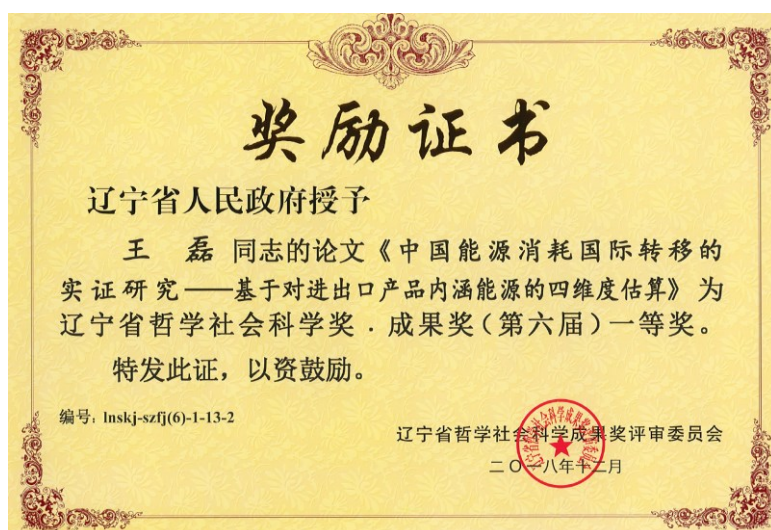 奖励证书
辽宁省人民政府授予
王 磊 同志的论文《中国能源消耗国际转移的
实证研究——基于对进出口产品内涵能源的四维度估算》为
辽宁省哲学社会科学奖．成果奖（第六届）一等奖。
特发此证，以资鼓励。
编号：lnskj-szfj(6)-1-13-2
辽宁省哲学社会科学成果奖评审委员会
二〇一八年十二月